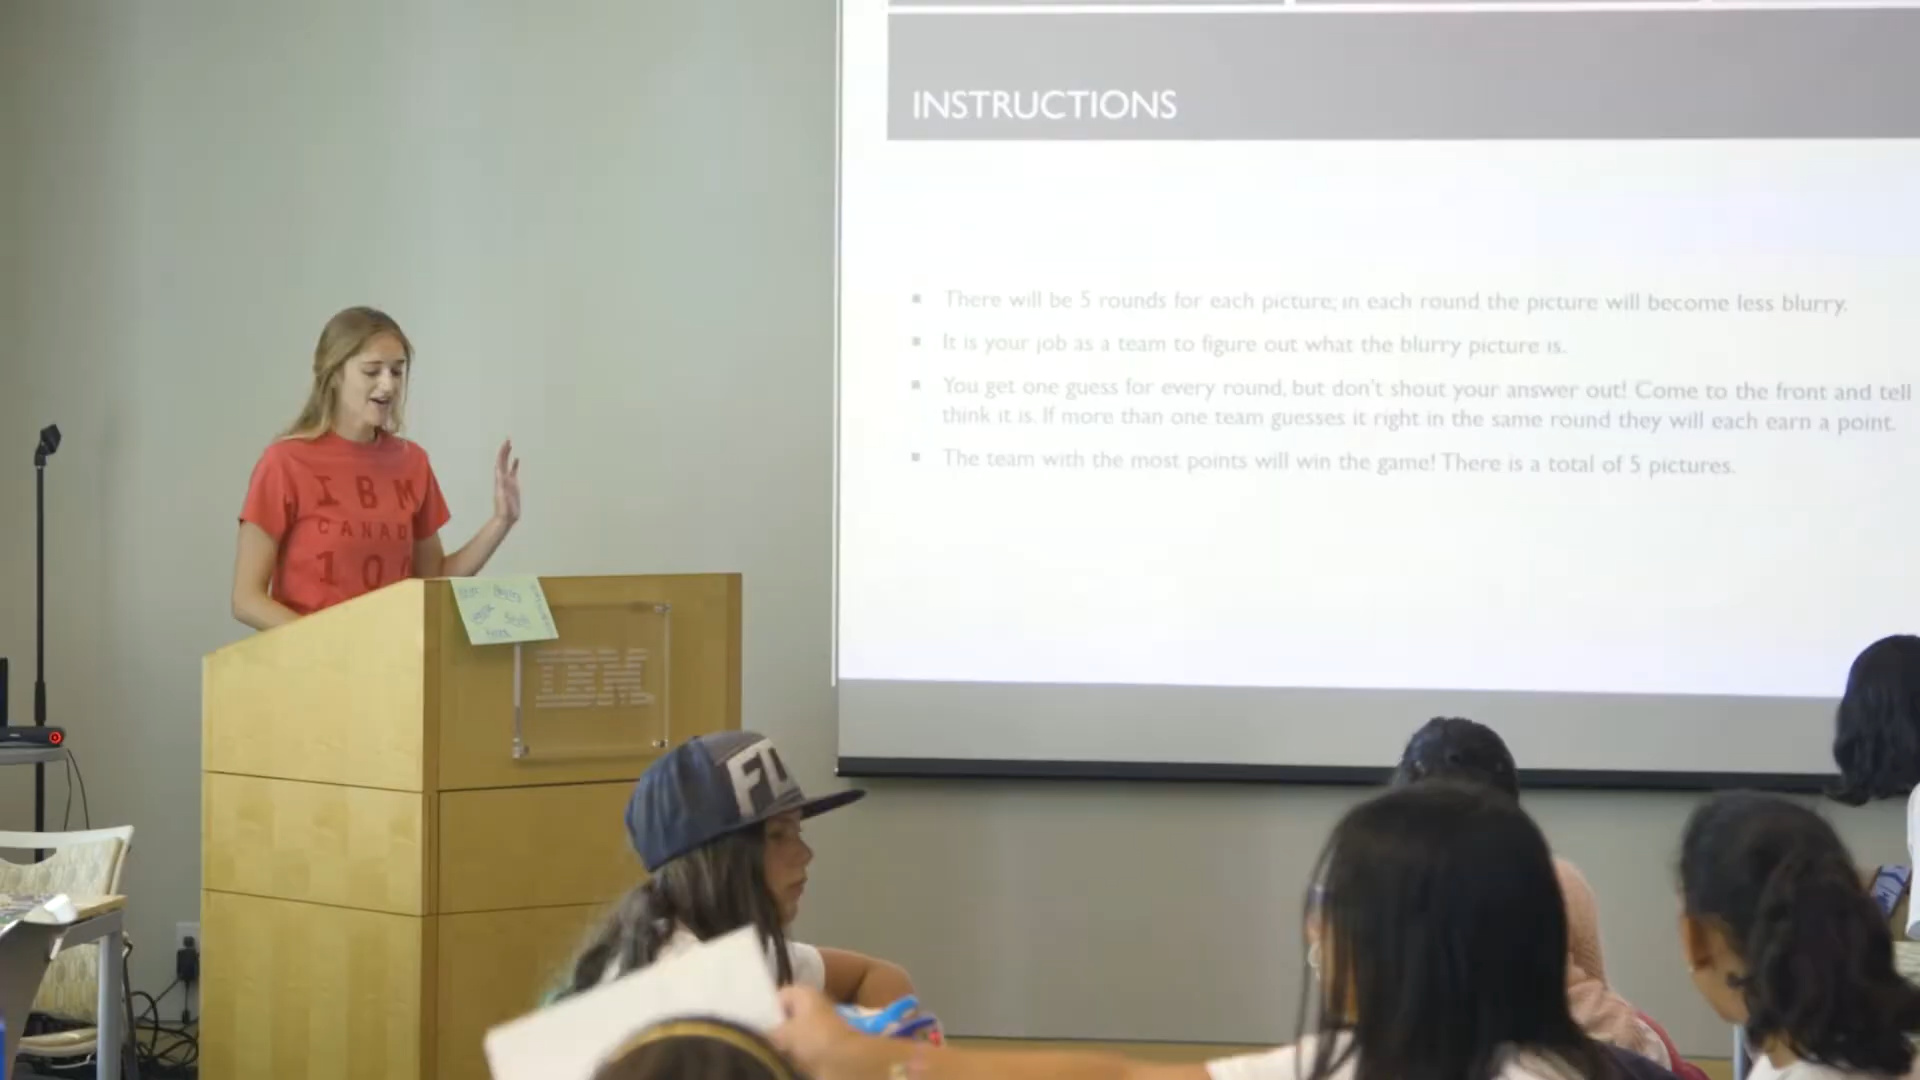 INSTRUCTIONS
There will be 5 rounds for each picture; in each round the picture will become less blurry.
It is your job as a team to figure out what the blurry picture is.
You get one guess for every round, but don't shout your answer out! Come to the front and tell
think it is. If more than one team guesses it right in the same round they will each earn a point.
The team with the most points will win the game! There is a total of 5 pictures.
IBM
CANAD
100
IBM